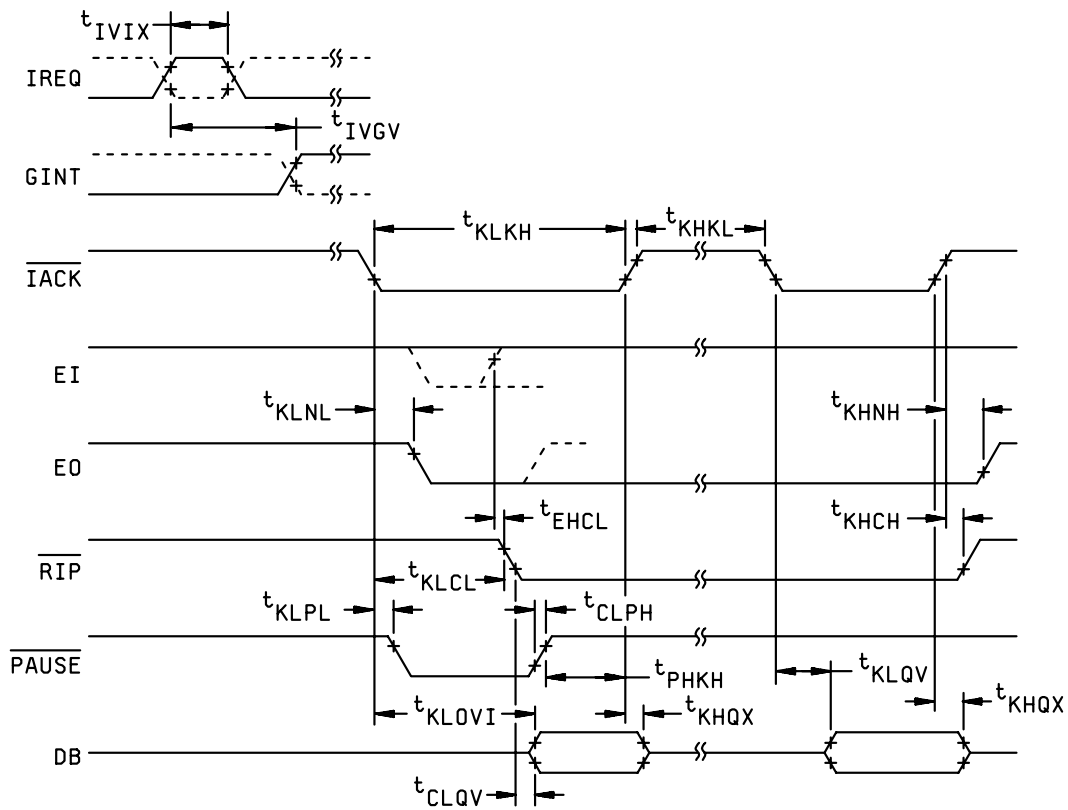 tIVIX
IREQ
tIVGV
GINT
tKLKH
tKHKL
IACK
EI
tKLNL
tKHNH
EO
tEHCL
tKHCH
RIP
tKLCL
tKLPL
tCLPH
PAUSE
tPHKH
tKLQV
tKLOVI
tKHQX
tKHQX
DB
tCLQV